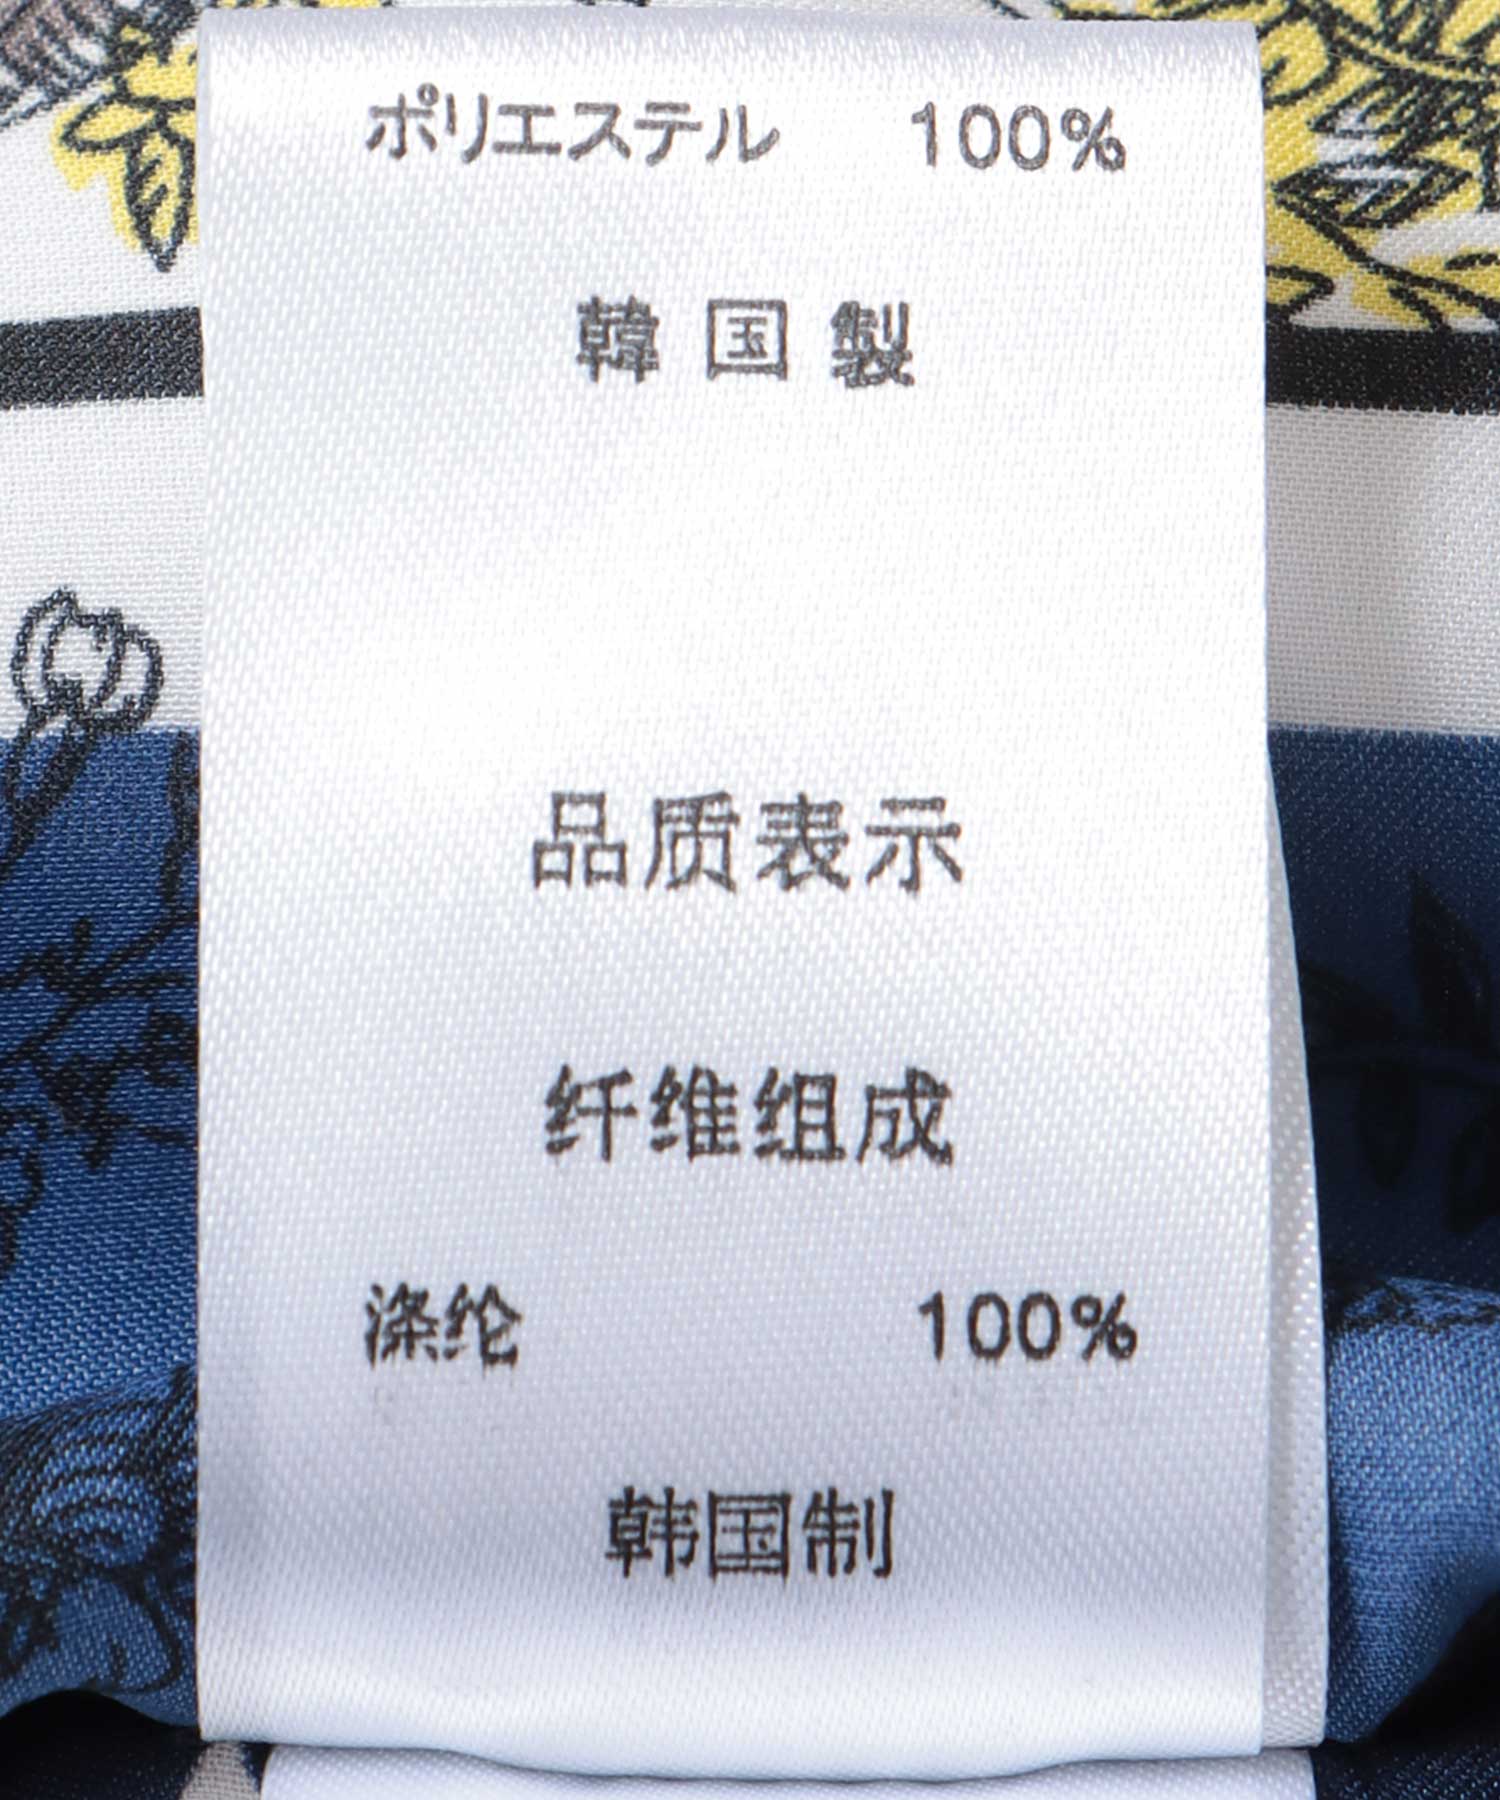 ポリエステル 100%
韓国製
品质表示
纤维组成
涤纶 100%
韩国制